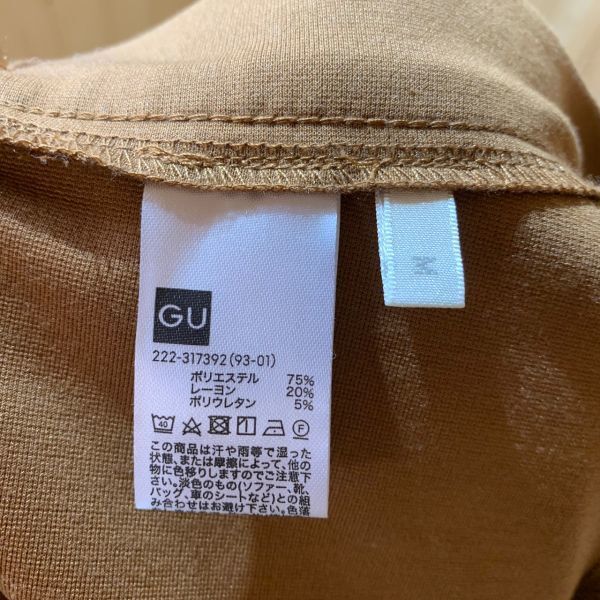 GU
M
222-317392(93-01)
ポリエステル 75%
レーヨン 20%
ポリウレタン 5%
40
F
この商品は汗や雨等で湿った
状態、または摩擦によって、他の
物に色移りしますのでご注意下
さい。淡色のもの(ソファー、靴、
バッグ、車のシートなど)との組
み合わせはお避け下さい。色落